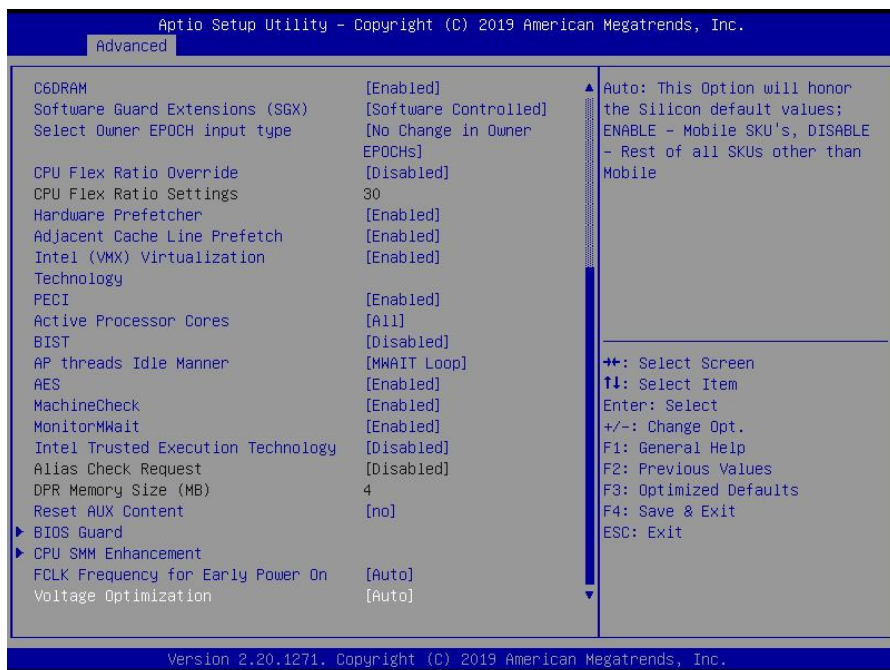 Aptio Setup Utility – Copyright (C) 2019 American Megatrends, Inc.
Advanced
C6DRAM [Enabled]
Software Guard Extensions (SGX) [Software Controlled]
Select Owner EPOCH input type [No Change in Owner
EPOCHs]
CPU Flex Ratio Override [Disabled]
CPU Flex Ratio Settings 30
Hardware Prefetcher [Enabled]
Adjacent Cache Line Prefetch [Enabled]
Intel (VMX) Virtualization [Enabled]
Technology
PECI [Enabled]
Active Processor Cores [All]
BIST [Disabled]
AP threads Idle Manner [MWAIT Loop]
AES [Enabled]
MachineCheck [Enabled]
MonitorMWait [Enabled]
Intel Trusted Execution Technology [Disabled]
Alias Check Request [Disabled]
DPR Memory Size (MB) 4
Reset AUX Content [no]
BIOS Guard
CPU SMM Enhancement
FCLK Frequency for Early Power On [Auto]
Voltage Optimization [Auto]
Auto: This Option will honor
the Silicon default values;
ENABLE – Mobile SKU's, DISABLE
– Rest of all SKUs other than
Mobile
→←: Select Screen
↑↓: Select Item
Enter: Select
+/-: Change Opt.
F1: General Help
F2: Previous Values
F3: Optimized Defaults
F4: Save & Exit
ESC: Exit
Version 2.20.1271. Copyright (C) 2019 American Megatrends, Inc.